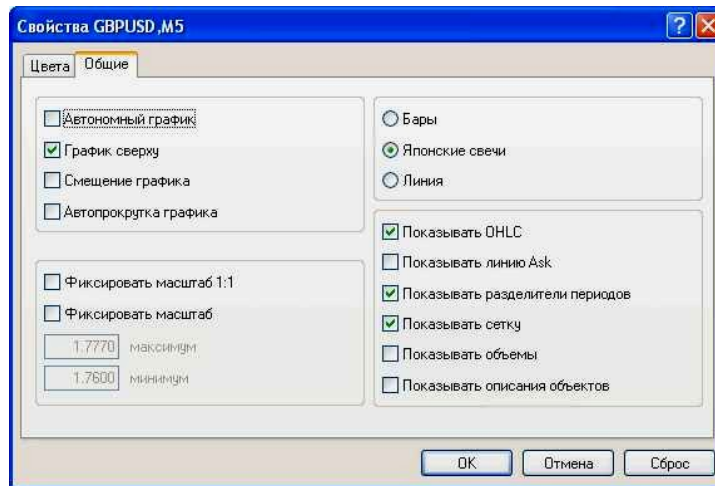 Свойства GBPUSD,M5
Цвета Общие
Автономный график
График сверху
Смещение графика
Автопрокрутка графика
Фиксировать масштаб 1:1
Фиксировать масштаб
1.7770 максимум
1.7600 минимум
Бары
Японские свечи
Линия
Показывать OHLC
Показывать линию Ask
Показывать разделители периодов
Показывать сетку
Показывать объемы
Показывать описания объектов
OK Отмена Сброс